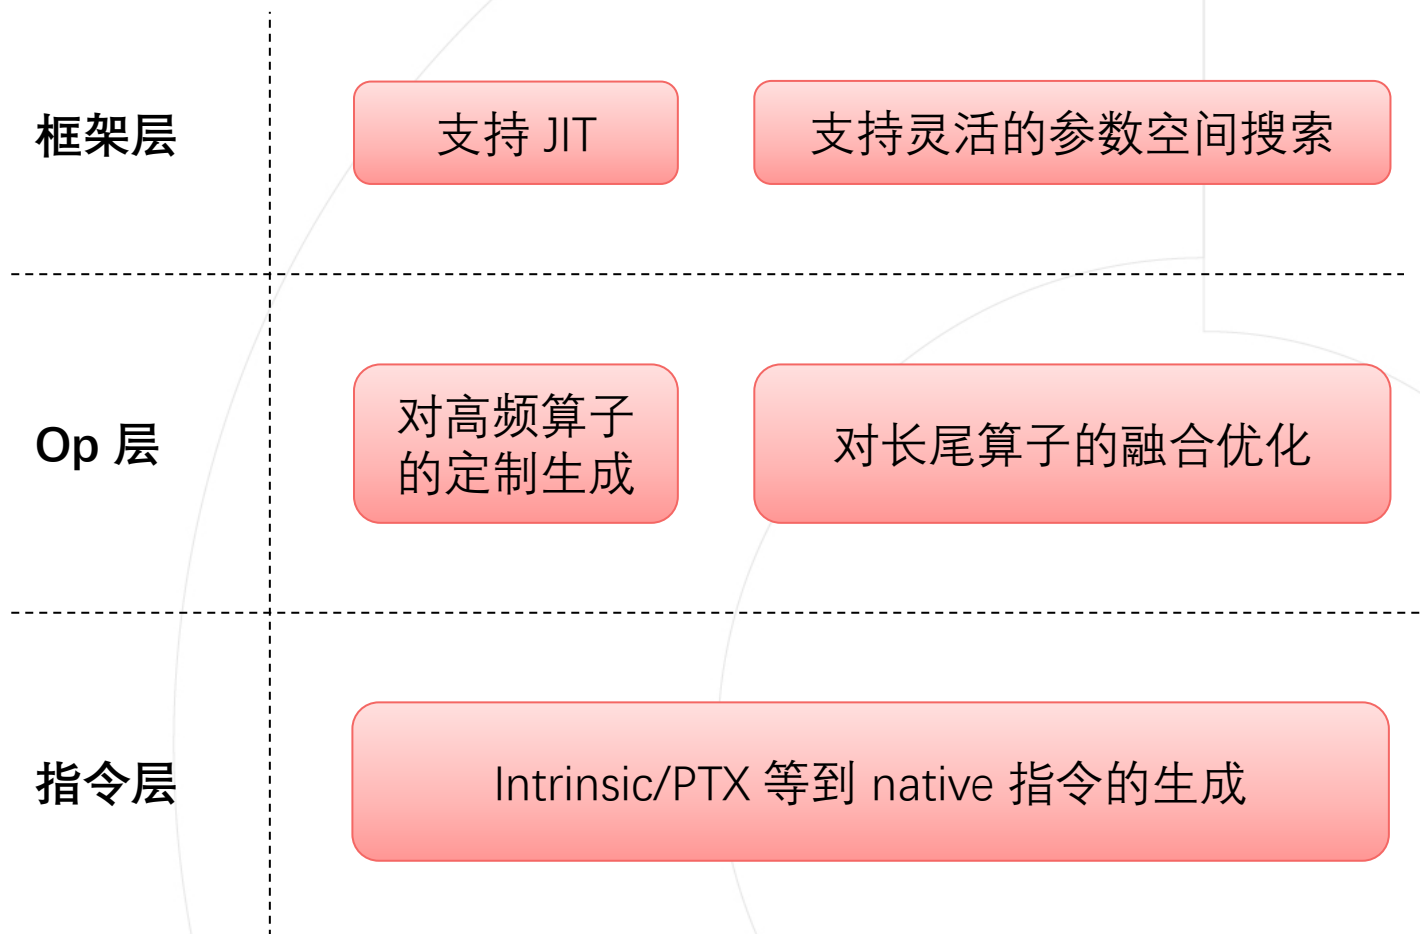 框架层
支持 JIT
支持灵活的参数空间搜索
Op 层
对高频算子
的定制生成
对长尾算子的融合优化
指令层
Intrinsic/PTX 等到 native 指令的生成